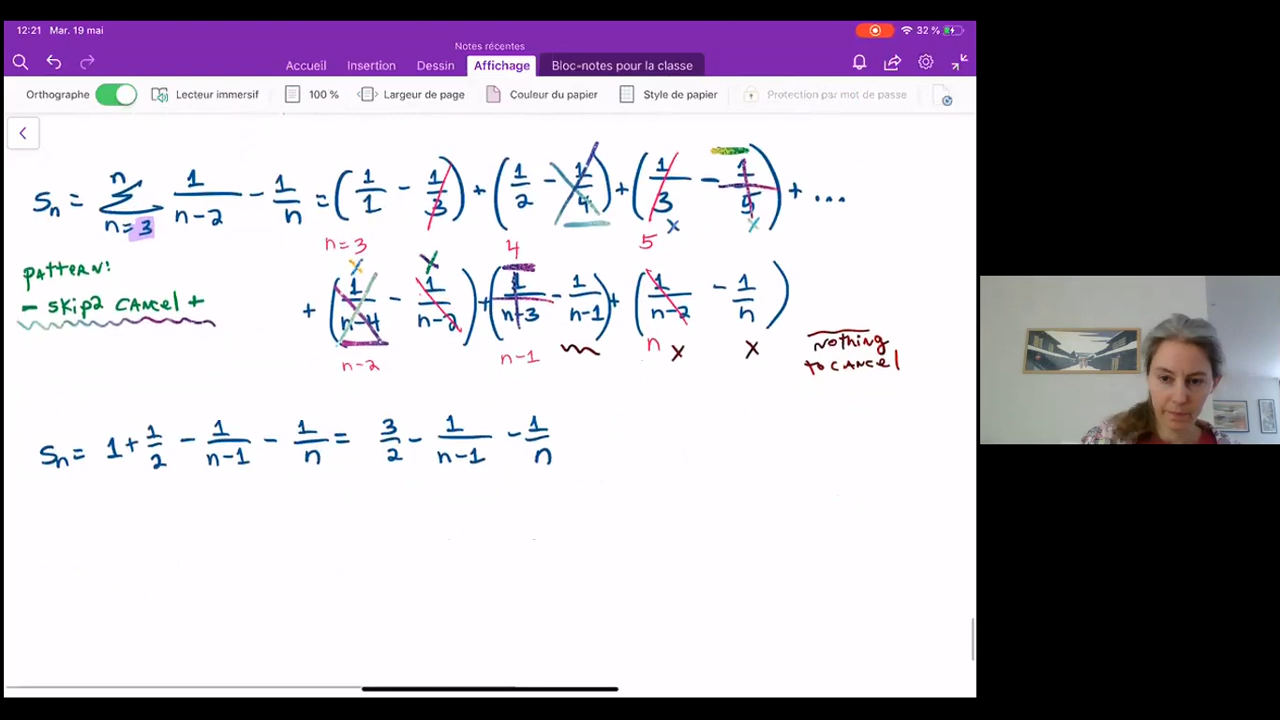 12:21 Mar. 19 mai
32 %
Notes récentes
Accueil Insertion Dessin Affichage Bloc-notes pour la classe
Orthographe Lecteur immersif 100 % Largeur de page Couleur du papier Style de papier Protection par mot de passe
Sn = n Σ n=3 1/(n-2) - 1/n = (1/1 - 1/3) + (1/2 - 1/4) + (1/3 - 1/5) + ...
n=3 4 5 x x
pattern:
- skip2 cancel +
x x
+ (1/(n-4) - 1/(n-2)) + (1/(n-3) - 1/(n-1)) + (1/(n-2) - 1/n)
n-2 n-1 n x x
nothing
to cancel
Sn = 1 + 1/2 - 1/(n-1) - 1/n = 3/2 - 1/(n-1) - 1/n